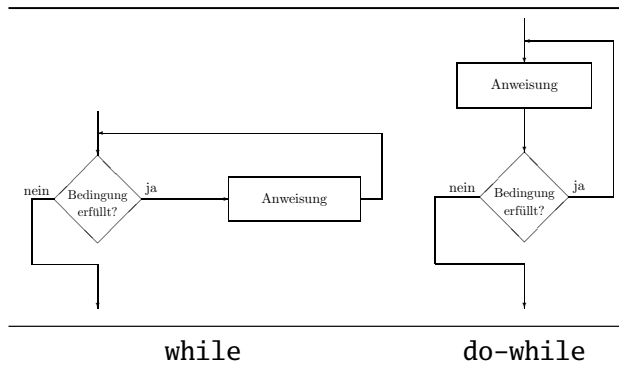 nein
Bedingung
erfüllt?
ja
Anweisung
Anweisung
nein
Bedingung
erfüllt?
ja
while
do-while